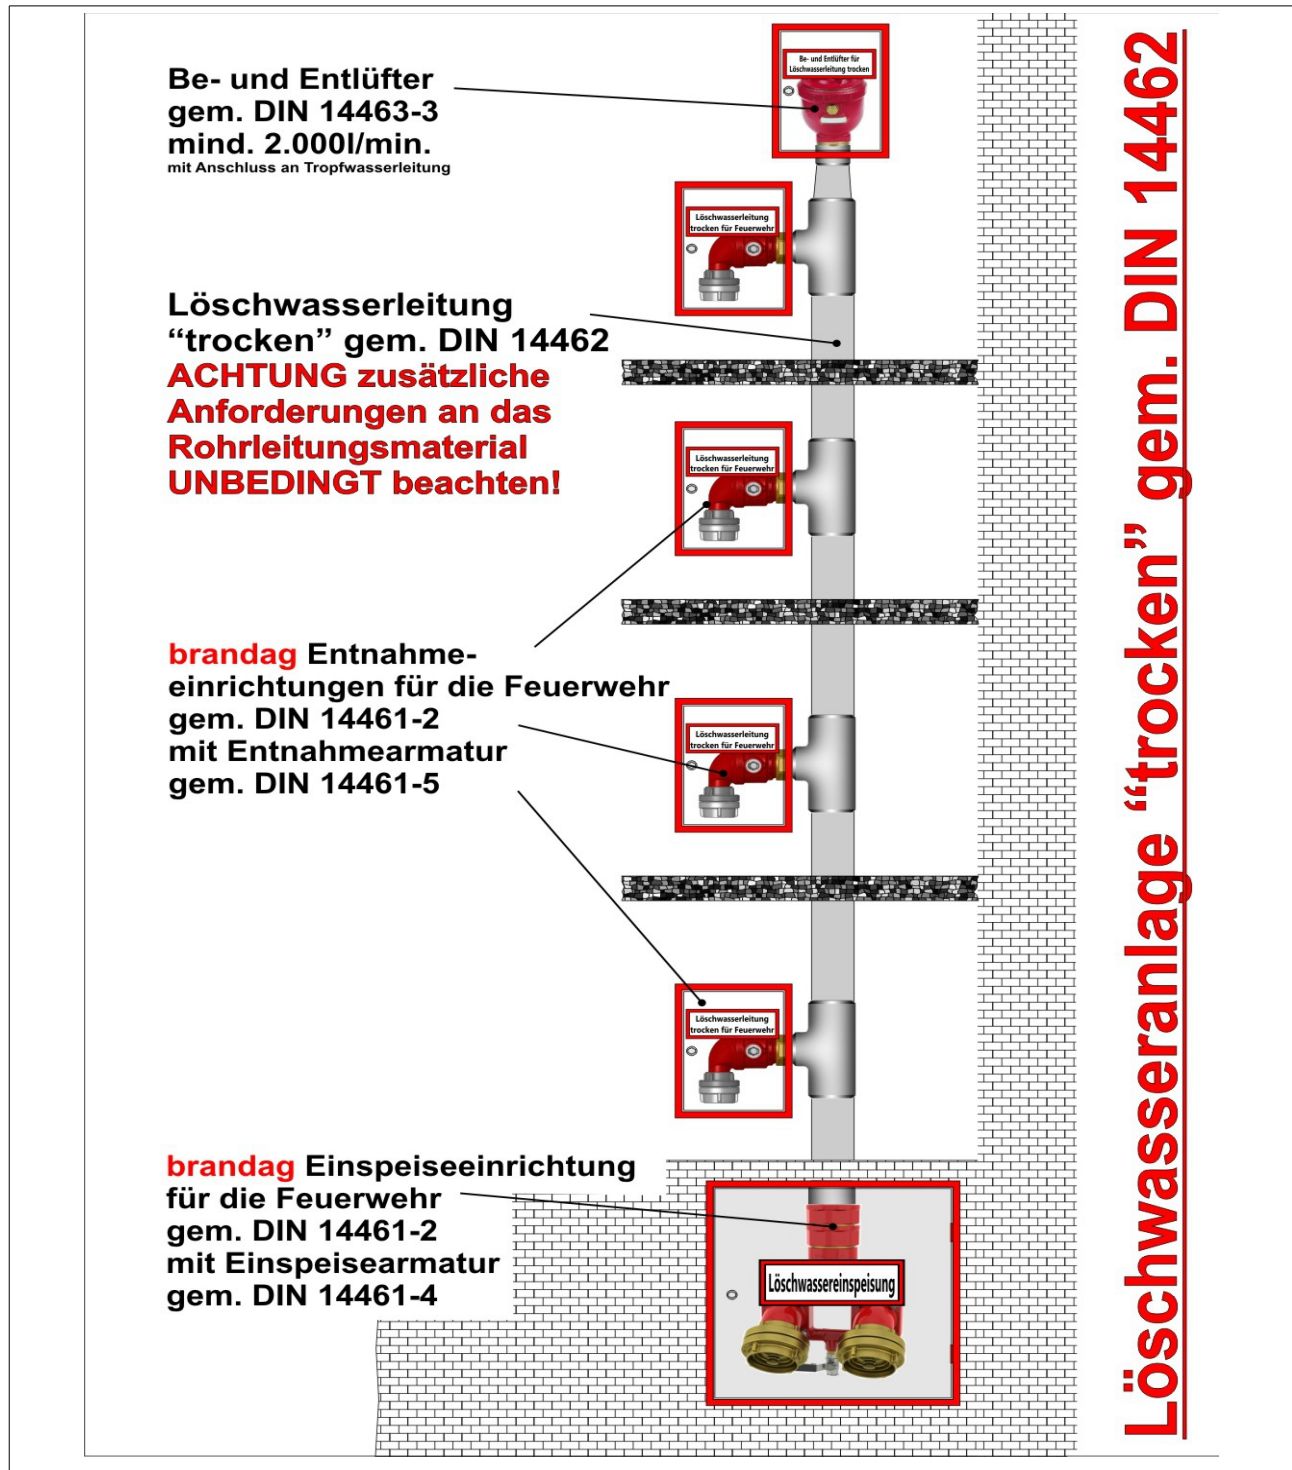 Be- und Entlüfter
gem. DIN 14463-3
mind. 2.000l/min.
mit Anschluss an Tropfwasserleitung
Be- und Entlüfter für
Löschwasserleitung trocken
Löschwasserleitung
trocken für Feuerwehr
Löschwasserleitung
“trocken” gem. DIN 14462
ACHTUNG zusätzliche
Anforderungen an das
Rohrleitungsmaterial
UNBEDINGT beachten!
Löschwasserleitung
trocken für Feuerwehr
brandag Entnahme-
einrichtungen für die Feuerwehr
gem. DIN 14461-2
mit Entnahmearmatur
gem. DIN 14461-5
Löschwasserleitung
trocken für Feuerwehr
Löschwasserleitung
trocken für Feuerwehr
brandag Einspeiseeinrichtung
für die Feuerwehr
gem. DIN 14461-2
mit Einspeisearmatur
gem. DIN 14461-4
Löschwassereinspeisung
Löschwasseranlage “trocken” gem. DIN 14462